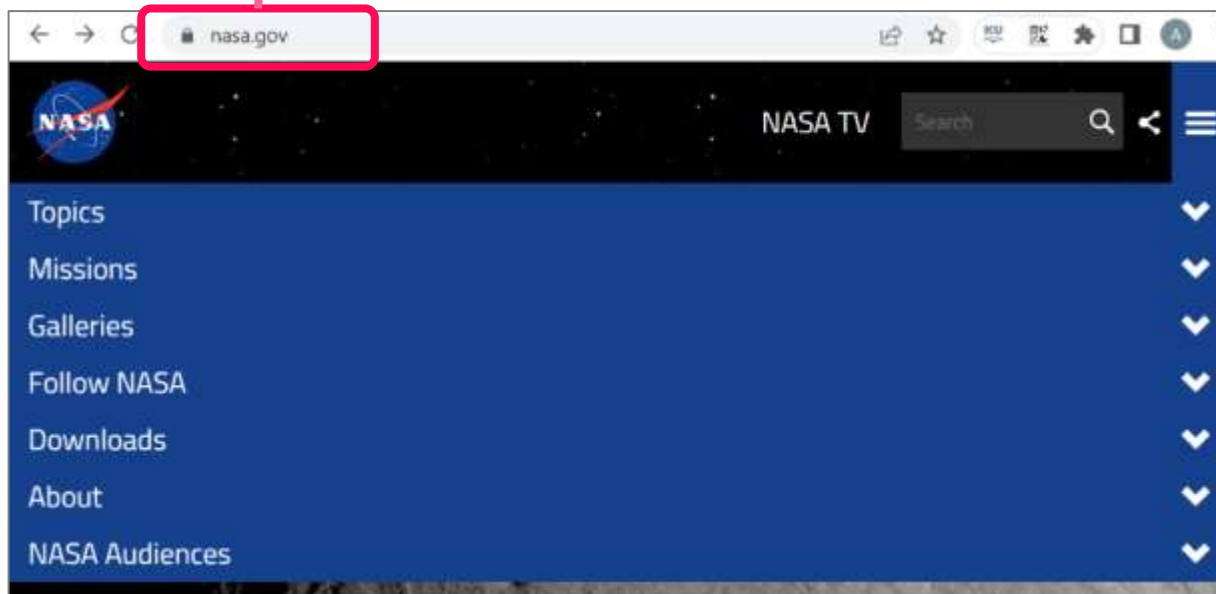 nasa.gov
A
NASA
NASA TV
Search
Topics
Missions
Galleries
Follow NASA
Downloads
About
NASA Audiences